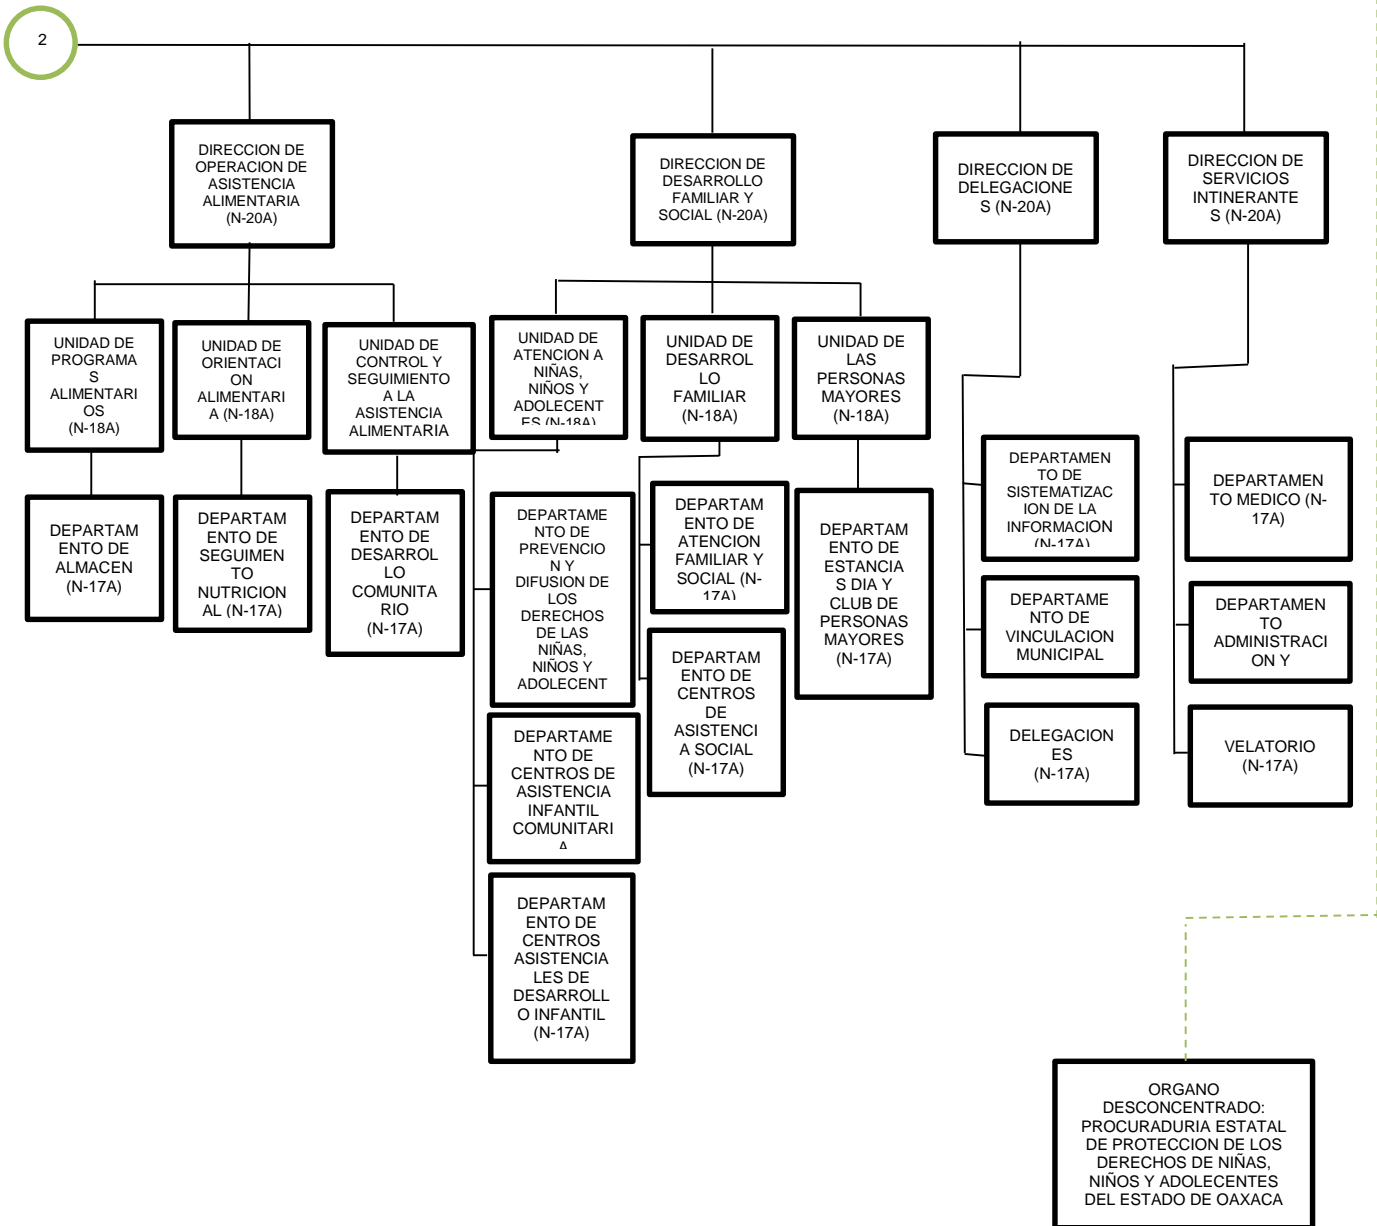 2
DIRECCION DE
OPERACION DE
ASISTENCIA
ALIMENTARIA
(N-20A)
DIRECCION DE
DESARROLLO
FAMILIAR Y
SOCIAL (N-20A)
DIRECCION DE
DELEGACIONE
S (N-20A)
DIRECCION DE
SERVICIOS
INTINERANTE
S (N-20A)
UNIDAD DE
PROGRAMA
S
ALIMENTARI
OS
(N-18A)
UNIDAD DE
ORIENTACI
ON
ALIMENTARI
A (N-18A)
UNIDAD DE
CONTROL Y
SEGUIMIENTO
A LA
ASISTENCIA
ALIMENTARIA
UNIDAD DE
ATENCION A
NIÑAS,
NIÑOS Y
ADOLECENT
ES (N-18A)
UNIDAD DE
DESARROL
LO
FAMILIAR
(N-18A)
UNIDAD DE
LAS
PERSONAS
MAYORES
(N-18A)
DEPARTAM
ENTO DE
ALMACEN
(N-17A)
DEPARTAM
ENTO DE
SEGUIMEN
TO
NUTRICION
AL (N-17A)
DEPARTAM
ENTO DE
DESARROL
LO
COMUNITA
RIO
(N-17A)
DEPARTAME
NTO DE
PREVENCIO
N Y
DIFUSION DE
LOS
DERECHOS
DE LAS
NIÑAS,
NIÑOS Y
ADOLECENT
DEPARTAM
ENTO DE
ATENCION
FAMILIAR Y
SOCIAL (N-
17A)
DEPARTAM
ENTO DE
ESTANCIA
S DIA Y
CLUB DE
PERSONAS
MAYORES
(N-17A)
DEPARTAMEN
TO DE
SISTEMATIZAC
ION DE LA
INFORMACION
(N-17A)
DEPARTAMEN
TO MEDICO (N-
17A)
DEPARTAME
NTO DE
VINCULACION
MUNICIPAL
DEPARTAMEN
TO
ADMINISTRACI
ON Y
DEPARTAM
ENTO DE
CENTROS
DE
ASISTENCI
A SOCIAL
(N-17A)
DELEGACION
ES
(N-17A)
VELATORIO
(N-17A)
DEPARTAME
NTO DE
CENTROS DE
ASISTENCIA
INFANTIL
COMUNITARI
A
DEPARTAM
ENTO DE
CENTROS
ASISTENCIA
LES DE
DESARROLL
O INFANTIL
(N-17A)
ORGANO
DESCONCENTRADO:
PROCURADURIA ESTATAL
DE PROTECCION DE LOS
DERECHOS DE NIÑAS,
NIÑOS Y ADOLECENTES
DEL ESTADO DE OAXACA